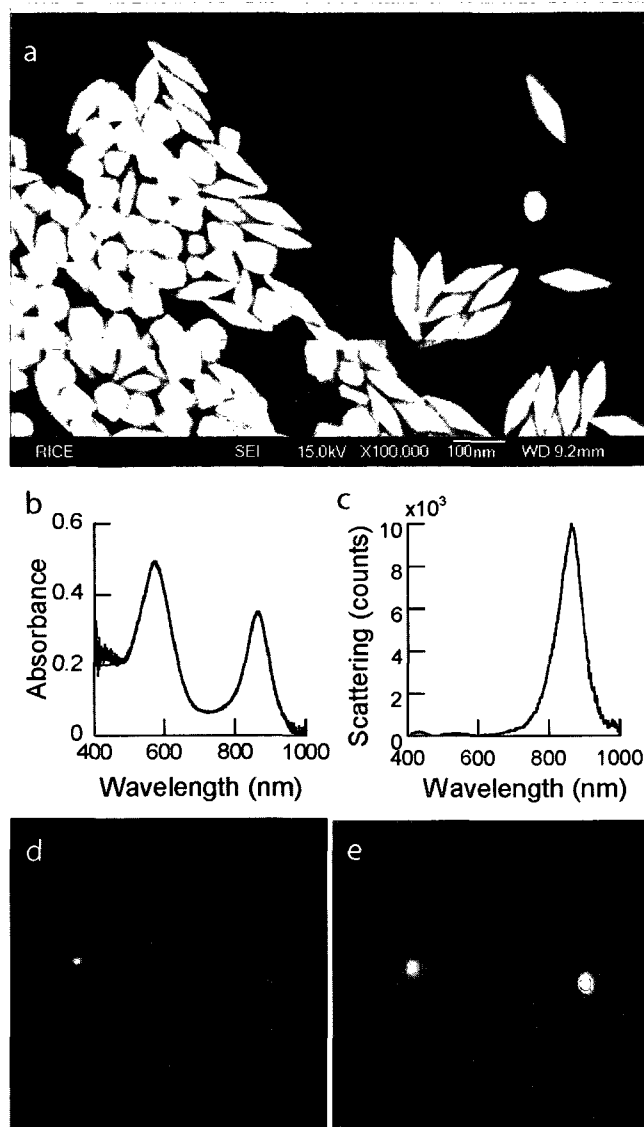 a
RICE SEI 15.0kV X100,000 100nm WD 9.2mm
b
0.6
0.4
0.2
0
Absorbance
400 600 800 1000
Wavelength (nm)
c
x10³
10
8
6
4
2
0
Scattering (counts)
400 600 800 1000
Wavelength (nm)
d
e